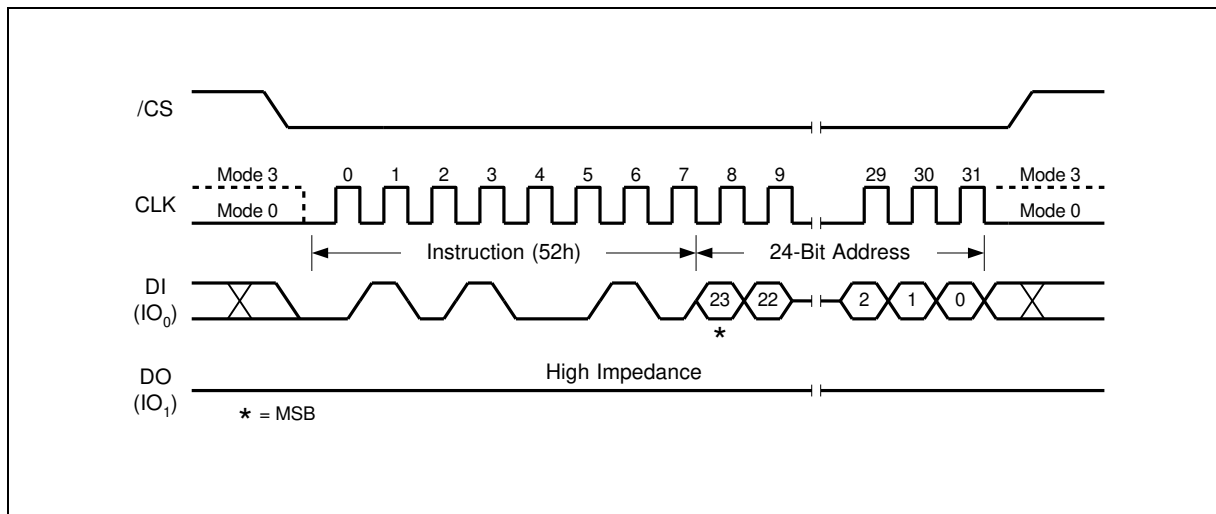 /CS
Mode 3 0 1 2 3 4 5 6 7 8 9 29 30 31 Mode 3
CLK Mode 0 Mode 0
Instruction (52h) 24-Bit Address
DI
(IO₀) 23 22 2 1 0
*
DO High Impedance
(IO₁)
* = MSB